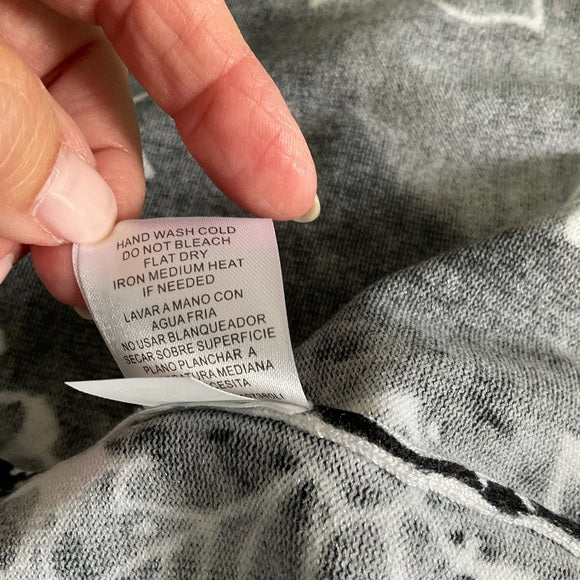 HAND WASH COLD
DO NOT BLEACH
FLAT DRY
IRON MEDIUM HEAT
IF NEEDED
LAVAR A MANO CON
AGUA FRIA
NO USAR BLANQUEADOR
SECAR SOBRE SUPERFICIE
PLANO PLANCHAR A
MEDIANA